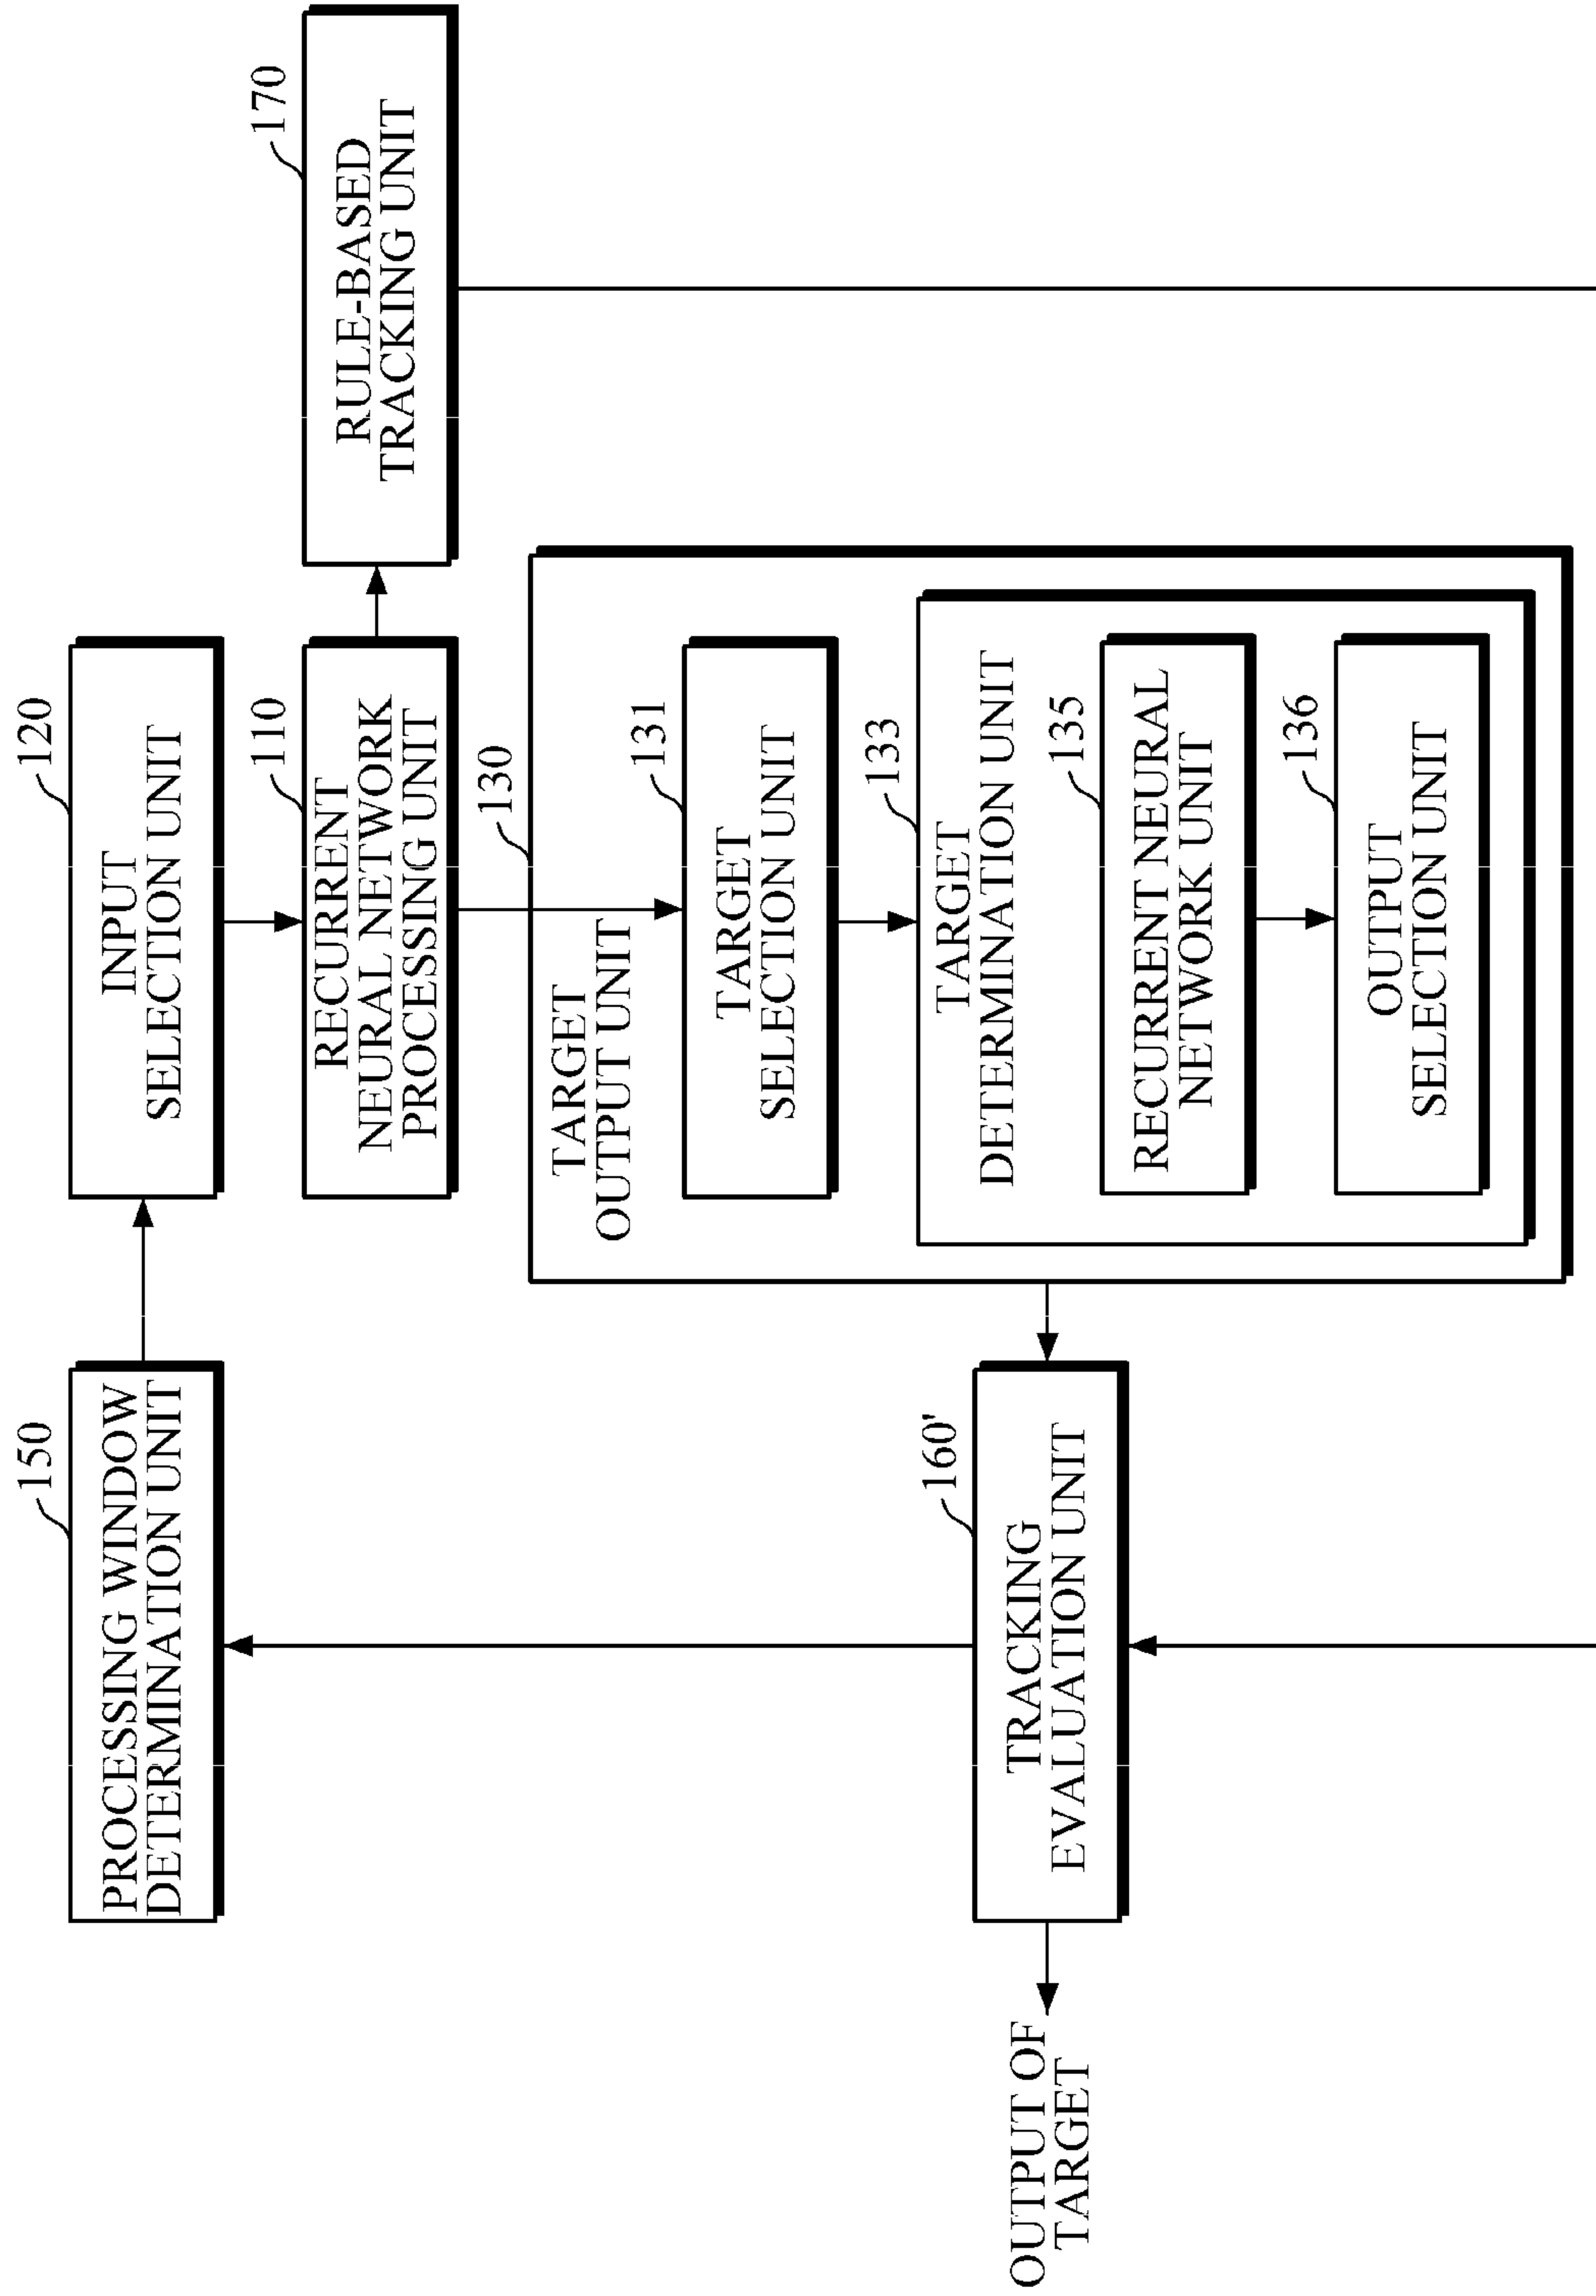 150
PROCESSING WINDOW
DETERMINATION UNIT
120
INPUT
SELECTION UNIT
110
RECURRENT
NEURAL NETWORK
PROCESSING UNIT
170
RULE-BASED
TRACKING UNIT
130
TARGET
OUTPUT UNIT
131
TARGET
SELECTION UNIT
133
TARGET
DETERMINATION UNIT
135
RECURRENT NEURAL
NETWORK UNIT
136
OUTPUT
SELECTION UNIT
160'
TRACKING
EVALUATION UNIT
OUTPUT OF
TARGET